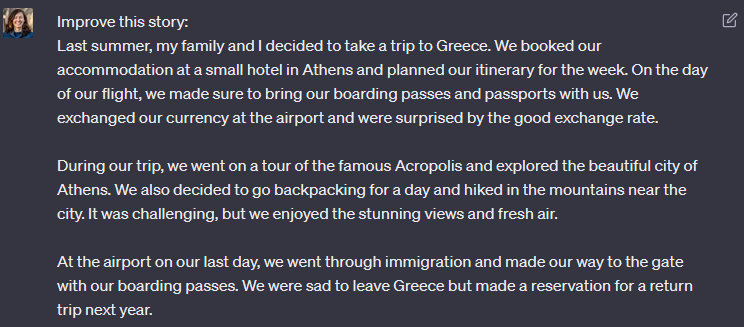 Improve this story:
Last summer, my family and I decided to take a trip to Greece. We booked our
accommodation at a small hotel in Athens and planned our itinerary for the week. On the day
of our flight, we made sure to bring our boarding passes and passports with us. We
exchanged our currency at the airport and were surprised by the good exchange rate.
During our trip, we went on a tour of the famous Acropolis and explored the beautiful city of
Athens. We also decided to go backpacking for a day and hiked in the mountains near the
city. It was challenging, but we enjoyed the stunning views and fresh air.
At the airport on our last day, we went through immigration and made our way to the gate
with our boarding passes. We were sad to leave Greece but made a reservation for a return
trip next year.